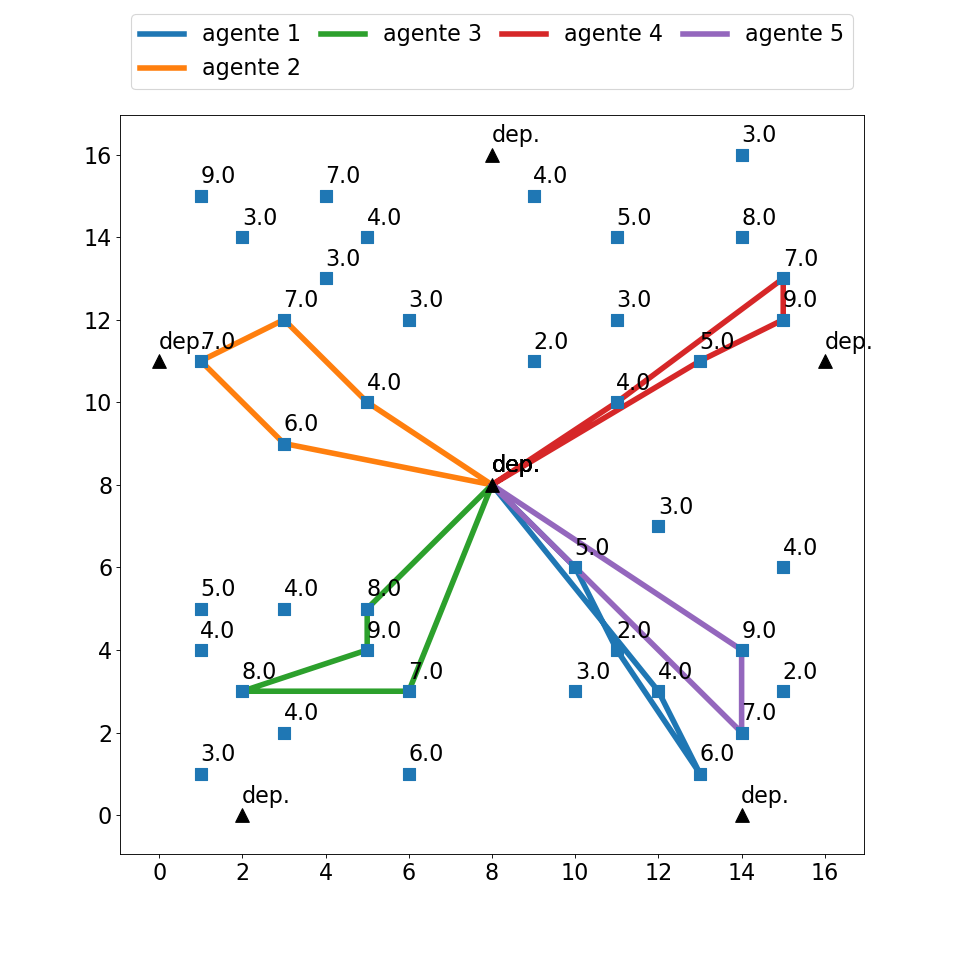 agente 1 agente 3 agente 4 agente 5
agente 2
dep. 3.0
16
9.0 7.0 4.0
3.0 4.0 5.0 8.0
14
3.0 7.0
7.0 3.0 3.0 9.0
12
dep. 7.0 2.0 5.0 dep.
4.0 4.0
10
6.0
dep.
8
3.0
5.0 4.0
6
5.0 4.0 8.0
4.0 9.0 2.0 9.0
4
8.0 7.0 3.0 4.0 2.0
4.0 7.0
2
3.0 6.0 6.0
dep. dep.
0
0 2 4 6 8 10 12 14 16